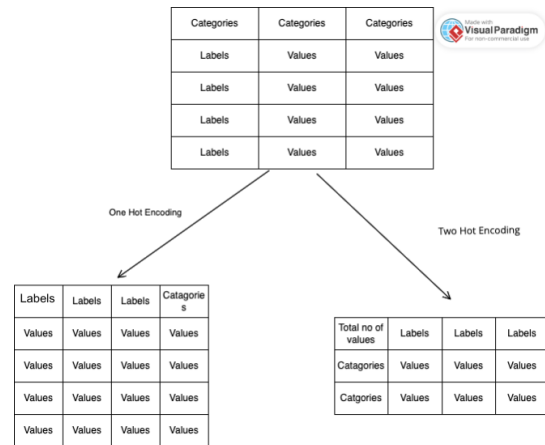 Categories Categories Categories
Made with
VisualParadigm
For non-commercial use
Labels Values Values
Labels Values Values
Labels Values Values
Labels Values Values
One Hot Encoding
Two Hot Encoding
Labels Labels Labels Catagorie
s
Values Values Values Values
Values Values Values Values
Values Values Values Values
Values Values Values Values
Total no of
values Labels Labels Labels
Catagories Values Values Values
Catgories Values Values Values